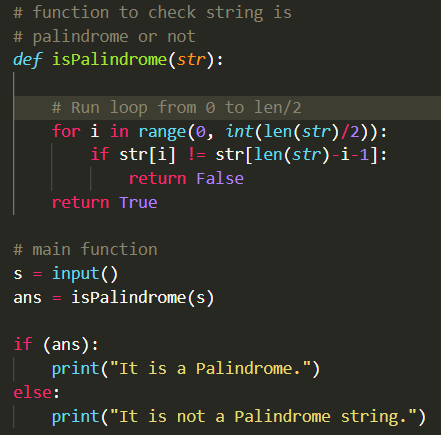 # function to check string is
# palindrome or not
def isPalindrome(str):
    # Run loop from 0 to len/2
    for i in range(0, int(len(str)/2)):
        if str[i] != str[len(str)-i-1]:
            return False
    return True
# main function
s = input()
ans = isPalindrome(s)
if (ans):
    print("It is a Palindrome.")
else:
    print("It is not a Palindrome string.")